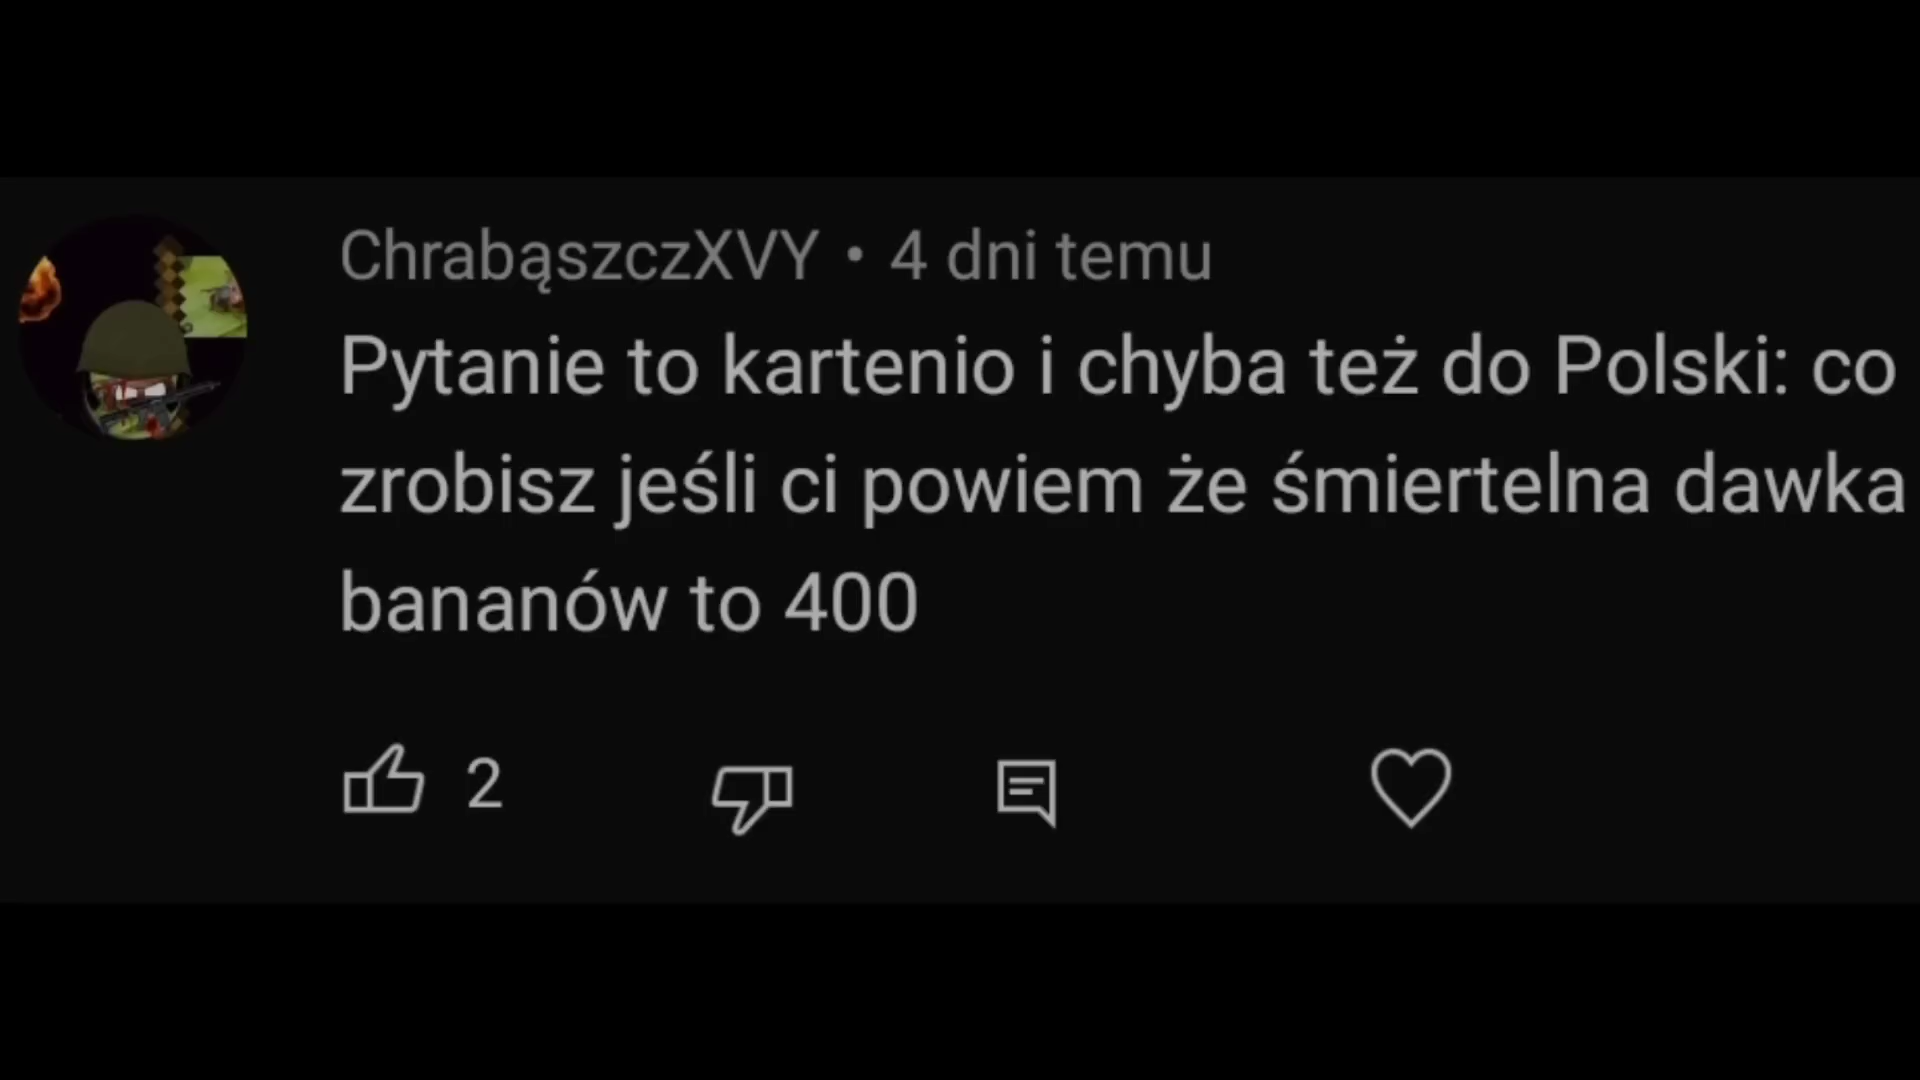 ChrabąszczXVY • 4 dni temu
Pytanie to kartenio i chyba też do Polski: co
zrobisz jeśli ci powiem że śmiertelna dawka
bananów to 400
2